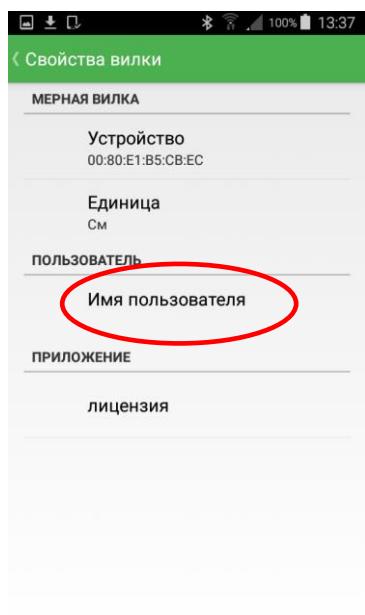 100% 13:37
Свойства вилки
МЕРНАЯ ВИЛКА
Устройство
00:80:E1:B5:CB:EC
Единица
См
ПОЛЬЗОВАТЕЛЬ
Имя пользователя
ПРИЛОЖЕНИЕ
лицензия